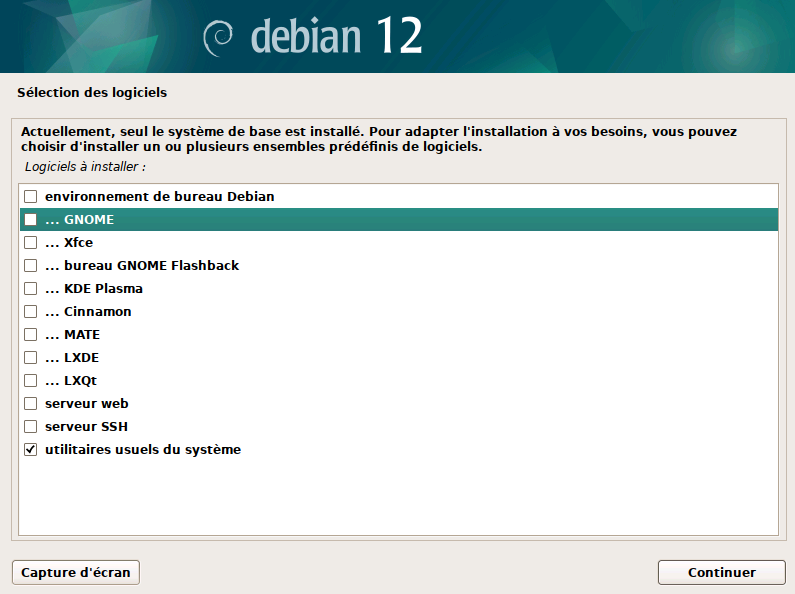 debian 12
Sélection des logiciels
Actuellement, seul le système de base est installé. Pour adapter l'installation à vos besoins, vous pouvez
choisir d'installer un ou plusieurs ensembles prédéfinis de logiciels.
Logiciels à installer :
environnement de bureau Debian
... GNOME
... Xfce
... bureau GNOME Flashback
... KDE Plasma
... Cinnamon
... MATE
... LXDE
... LXQt
serveur web
serveur SSH
utilitaires usuels du système
Capture d'écran
Continuer